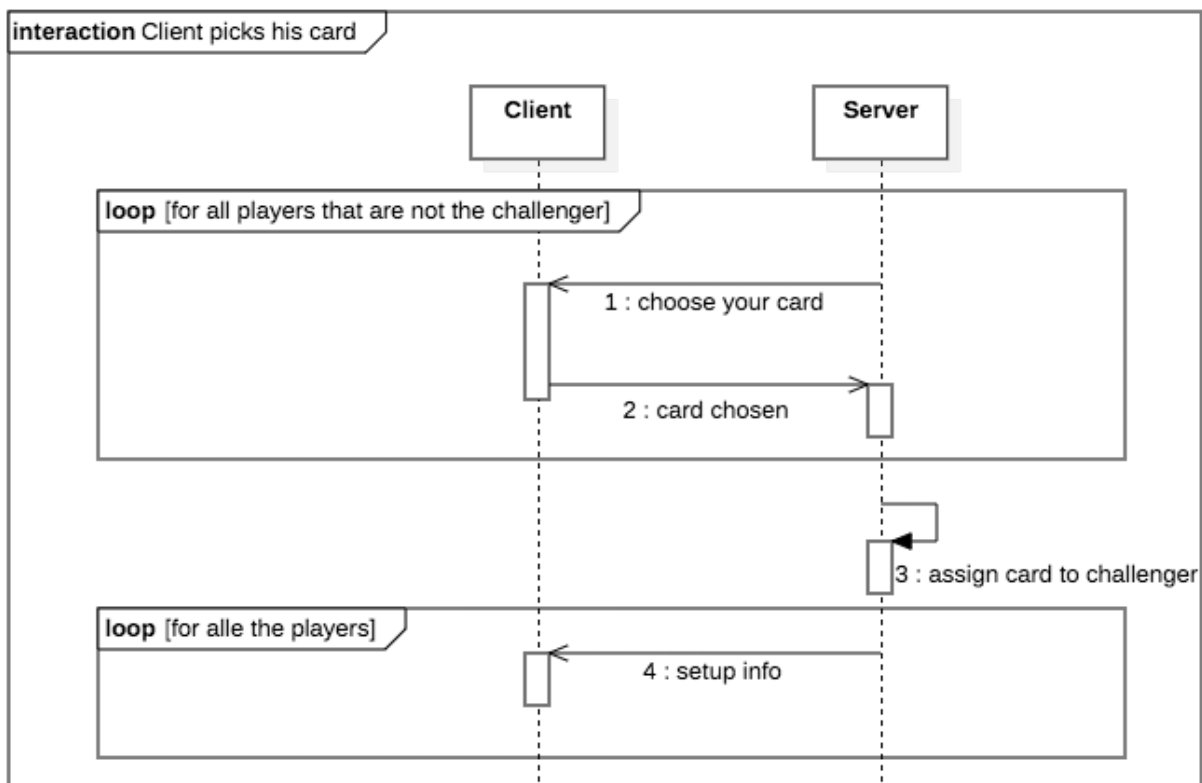 interaction Client picks his card
Client
Server
loop [for all players that are not the challenger]
1 : choose your card
2 : card chosen
3 : assign card to challenger
loop [for alle the players]
4 : setup info